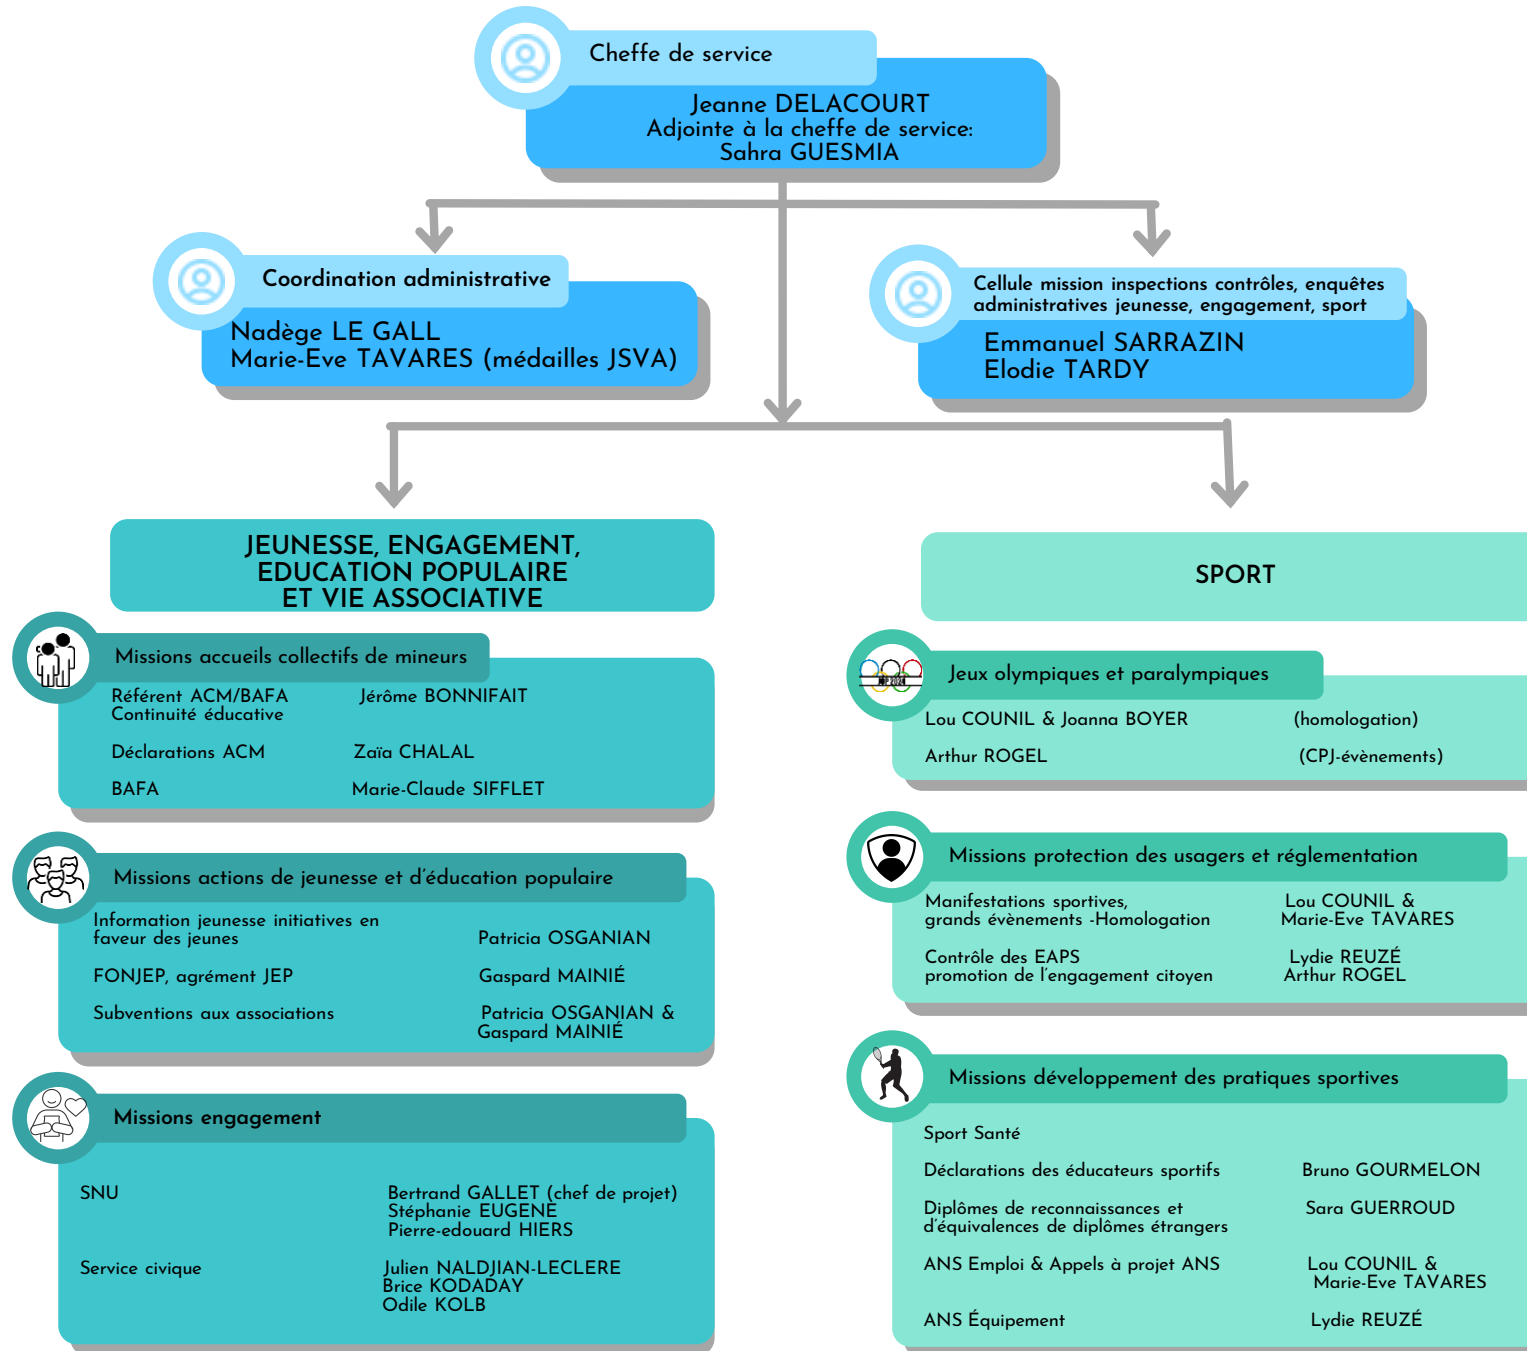 Cheffe de service
Jeanne DELACOURT
Adjointe à la cheffe de service:
Sahra GUESMIA
Coordination administrative
Nadège LE GALL
Marie-Eve TAVARES (médailles JSVA)
Cellule mission inspections contrôles, enquêtes
administratives jeunesse, engagement, sport
Emmanuel SARRAZIN
Elodie TARDY
JEUNESSE, ENGAGEMENT,
EDUCATION POPULAIRE
ET VIE ASSOCIATIVE
Missions accueils collectifs de mineurs
Référent ACM/BAFA Jérôme BONNIFAIT
Continuité éducative
Déclarations ACM Zaïa CHALAL
BAFA Marie-Claude SIFFLET
Missions actions de jeunesse et d'éducation populaire
Information jeunesse initiatives en
faveur des jeunes Patricia OSGANIAN
FONJEP, agrément JEP Gaspard MAINIÉ
Subventions aux associations Patricia OSGANIAN &
Gaspard MAINIÉ
Missions engagement
SNU Bertrand GALLET (chef de projet)
Stéphanie EUGENE
Pierre-edouard HIERS
Service civique Julien NALDJIAN-LECLERE
Brice KODADAY
Odile KOLB
SPORT
JOP 2024
Jeux olympiques et paralympiques
Lou COUNIL & Joanna BOYER (homologation)
Arthur ROGEL (CPJ-évènements)
Missions protection des usagers et réglementation
Manifestations sportives, Lou COUNIL &
grands évènements -Homologation Marie-Eve TAVARES
Contrôle des EAPS Lydie REUZÉ
promotion de l'engagement citoyen Arthur ROGEL
Missions développement des pratiques sportives
Sport Santé
Déclarations des éducateurs sportifs Bruno GOURMELON
Diplômes de reconnaissances et Sara GUERROUD
d'équivalences de diplômes étrangers
ANS Emploi & Appels à projet ANS Lou COUNIL &
Marie-Eve TAVARES
ANS Équipement Lydie REUZÉ